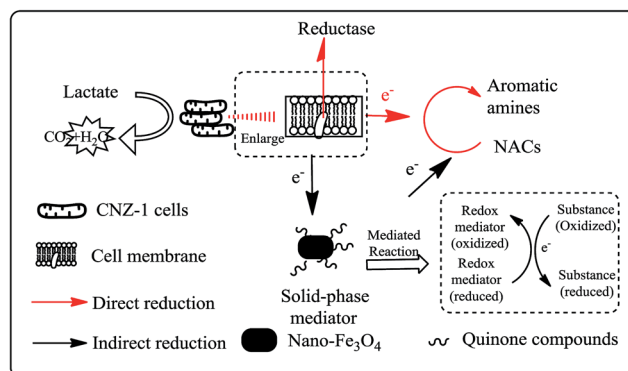 Reductase
Lactate
CO₂+H₂O
Enlarge
e⁻
Aromatic
amines
NACs
e⁻
e⁻
CNZ-1 cells
Cell membrane
Mediated
Reaction
Redox
mediator
(oxidized)
Redox
mediator
(reduced)
Substance
(Oxidized)
e⁻
Substance
(reduced)
Solid-phase
mediator
Direct reduction
Indirect reduction
Nano-Fe₃O₄
Quinone compounds